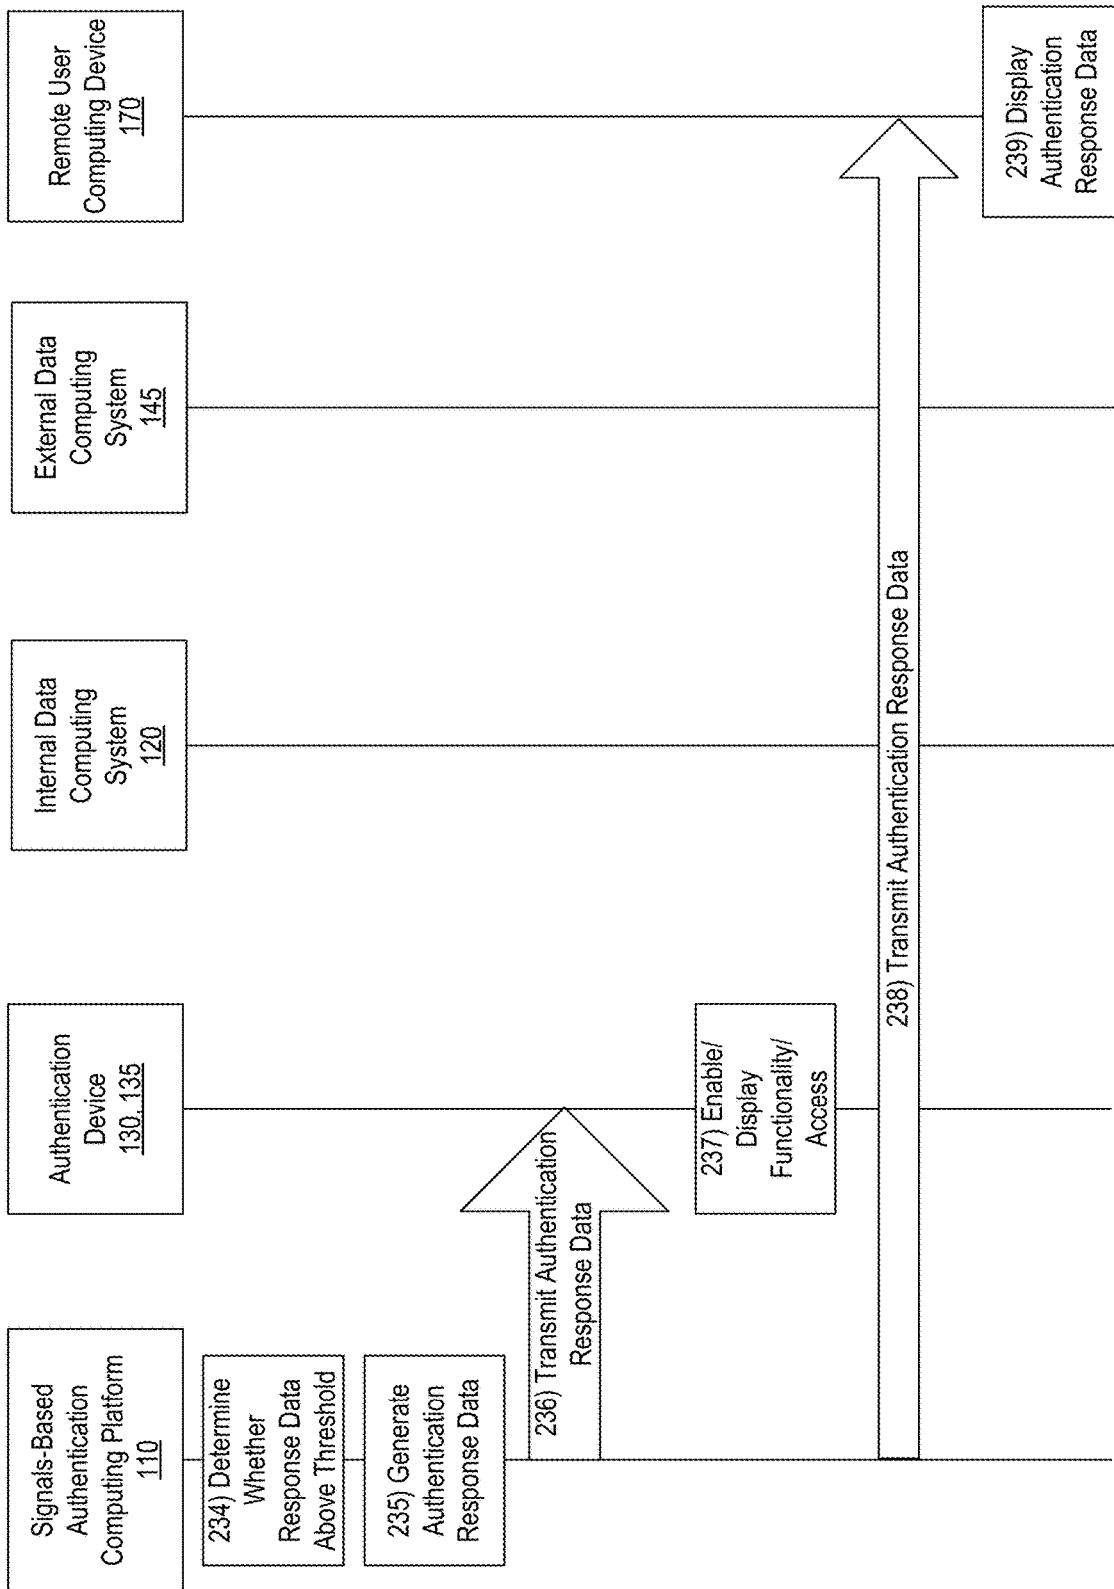 Signals-Based
Authentication
Computing Platform
110
Authentication
Device
130, 135
Internal Data
Computing
System
120
External Data
Computing
System
145
Remote User
Computing Device
170
234) Determine
Whether
Response Data
Above Threshold
235) Generate
Authentication
Response Data
236) Transmit Authentication
Response Data
237) Enable/
Display
Functionality/
Access
238) Transmit Authentication Response Data
239) Display
Authentication
Response Data